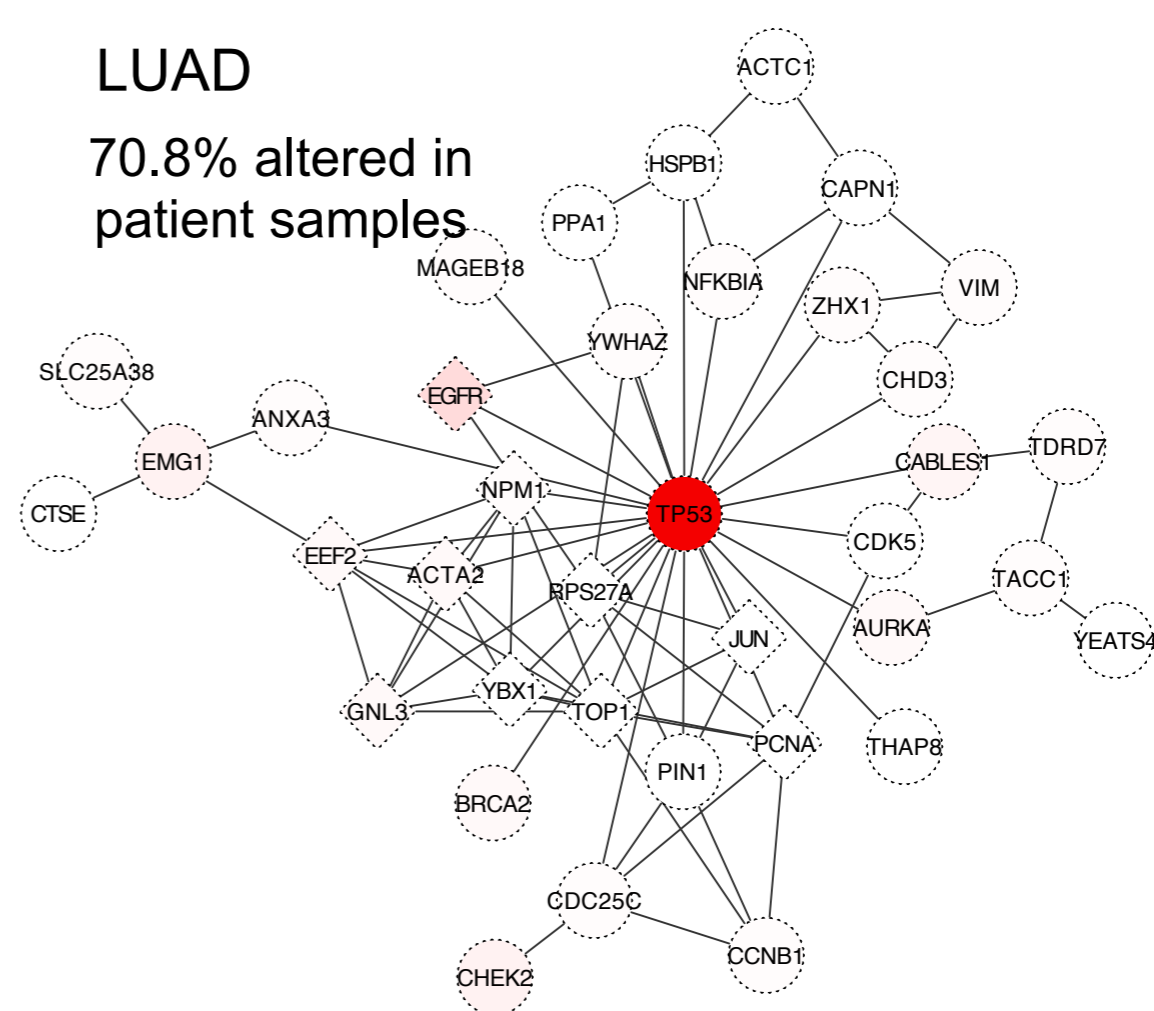 LUAD
70.8% altered in
patient samples
ACTC1
HSPB1
CAPN1
PPA1
MAGEB18
NFKBIA
ZHX1
VIM
YWHAZ
SLC25A38
EGFR
CHD3
ANXA3
EMG1
CABLES1
TDRD7
NPM1
CTSE
TP53
CDK5
EEF2
ACTA2
RPS27A
TACC1
JUN
AURKA
YEATS4
GNL3
YBX1
TOP1
PCNA
THAP8
PIN1
BRCA2
CDC25C
CCNB1
CHEK2